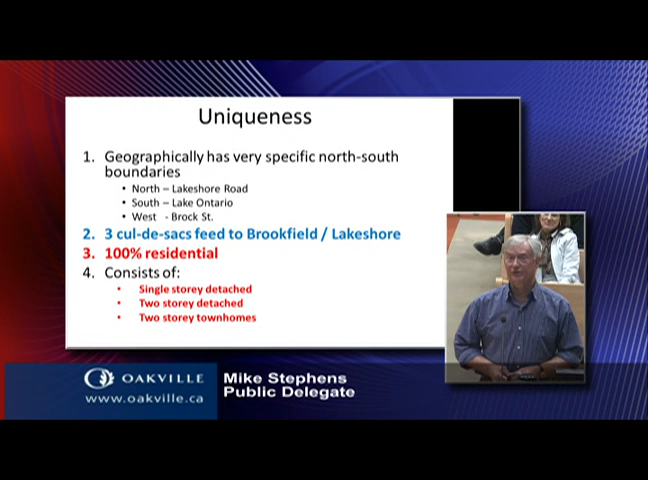 Uniqueness
1. Geographically has very specific north-south
boundaries
• North – Lakeshore Road
• South – Lake Ontario
• West - Brock St.
2. 3 cul-de-sacs feed to Brookfield / Lakeshore
3. 100% residential
4. Consists of:
• Single storey detached
• Two storey detached
• Two storey townhomes
OAKVILLE
www.oakville.ca
Mike Stephens
Public Delegate